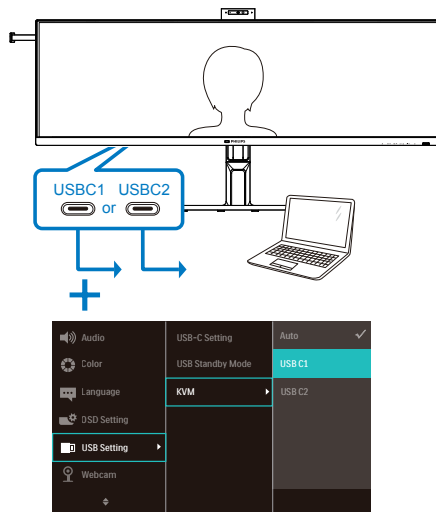 PHILIPS
USBC1 USBC2
or
Audio USB-C Setting Auto
Color USB Standby Mode USB C1
Language KVM USB C2
OSD Setting
USB Setting
Webcam